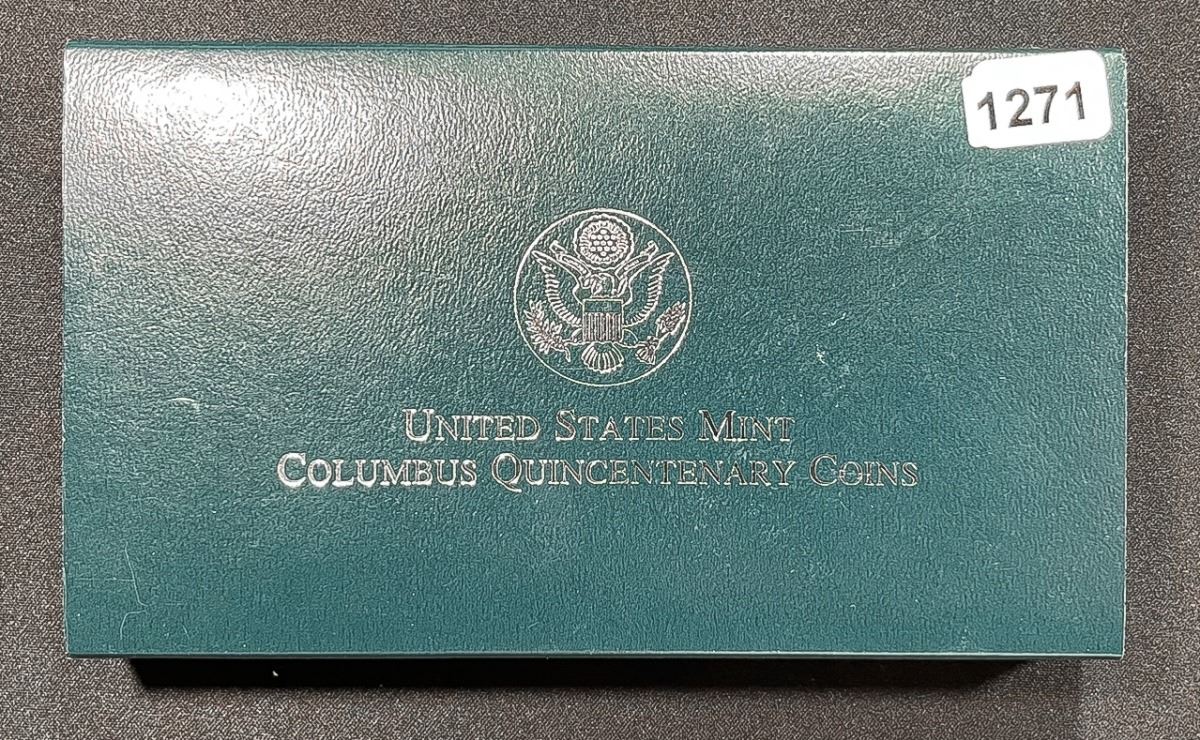 1271
UNITED STATES MINT
COLUMBUS QUINCENTENARY COINS